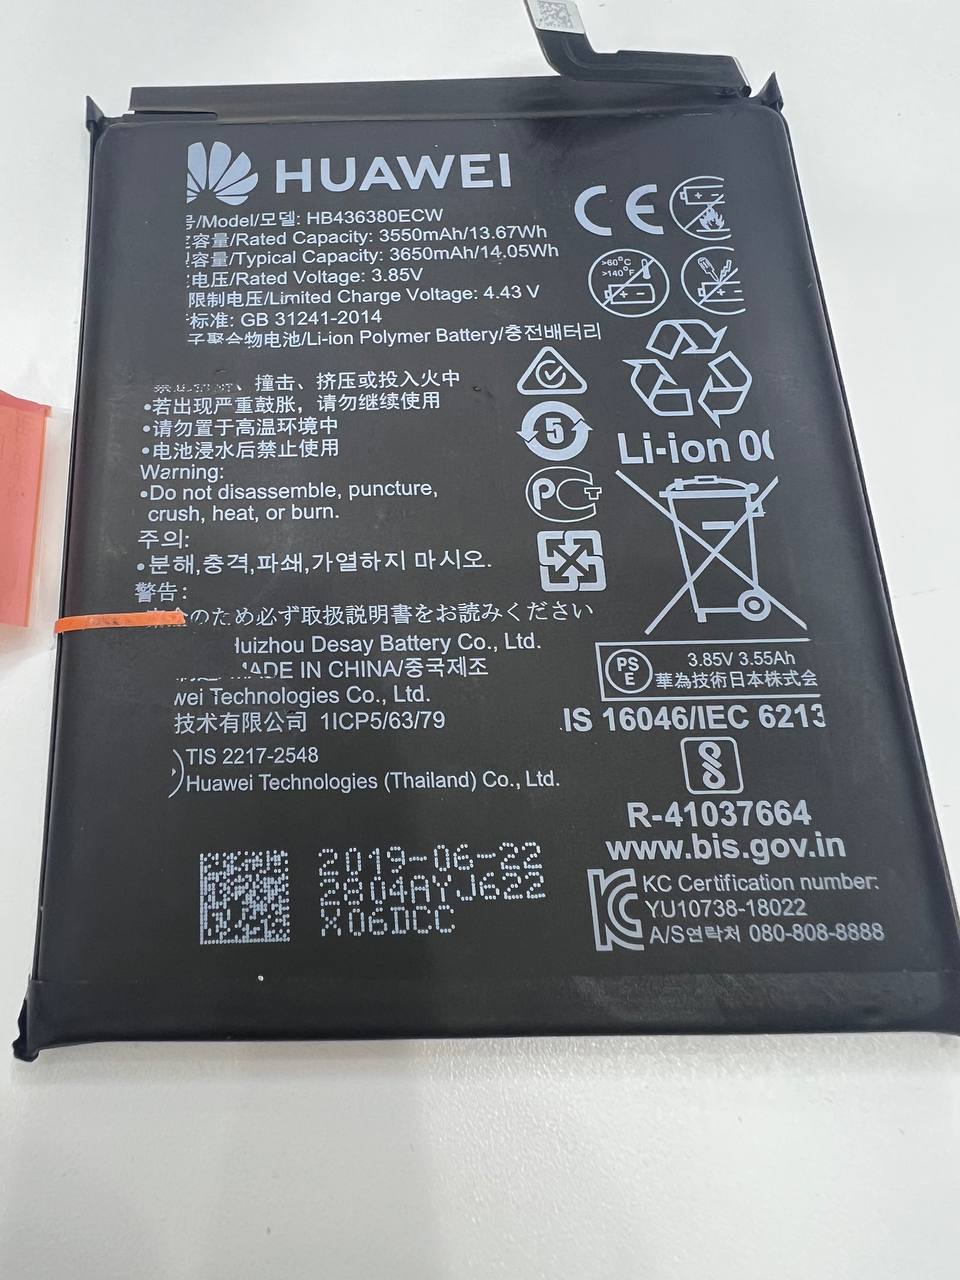 HUAWEI
/Model/모델: HB436380ECW
容量/Rated Capacity: 3550mAh/13.67Wh
容量/Typical Capacity: 3650mAh/14.05Wh
电压/Rated Voltage: 3.85V
限制电压/Limited Charge Voltage: 4.43 V
标准: GB 31241-2014
子聚合物电池/Li-ion Polymer Battery/충전배터리
CE
>60°C
>140°F
、撞击、挤压或投入火中
•若出现严重鼓胀，请勿继续使用
•请勿置于高温环境中
•电池浸水后禁止使用
Warning:
•Do not disassemble, puncture,
crush, heat, or burn.
주의:
•분해,충격,파쇄,가열하지 마시오.
警告:
のため必ず取扱説明書をお読みください
Huizhou Desay Battery Co., Ltd.
MADE IN CHINA/중국제조
wei Technologies Co., Ltd.
技术有限公司 1ICP5/63/79
TIS 2217-2548
Huawei Technologies (Thailand) Co., Ltd.
2019-06-22
2804AYJ622
X06DCC
5
Li-ion 00
PS
E
3.85V 3.55Ah
華為技術日本株式会
IS 16046/IEC 6213
R-41037664
www.bis.gov.in
KC Certification number:
YU10738-18022
A/S연락처 080-808-8888